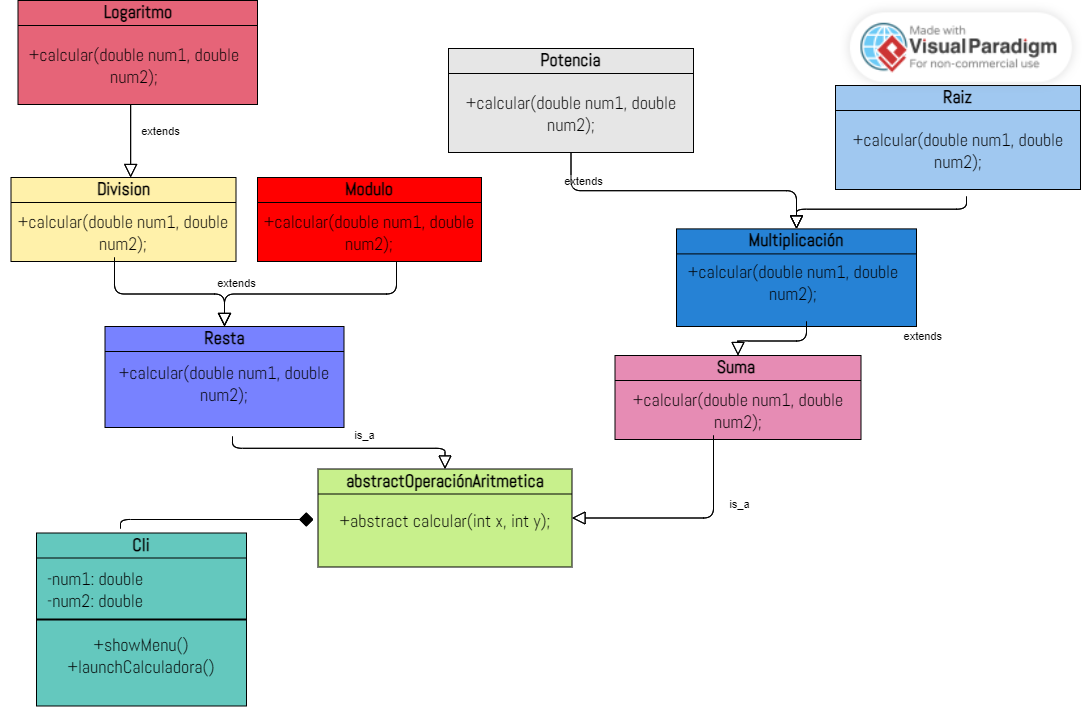 Logaritmo
+calcular(double num1, double
num2);
extends
Made with
Visual Paradigm
For non-commercial use
Potencia
+calcular(double num1, double
num2);
extends
Raiz
+calcular(double num1, double
num2);
Division
+calcular(double num1, double
num2);
Modulo
+calcular(double num1, double
num2);
extends
Multiplicación
+calcular(double num1, double
num2);
extends
Resta
+calcular(double num1, double
num2);
is_a
Suma
+calcular(double num1, double
num2);
is_a
abstractOperaciónAritmetica
+abstract calcular(int x, int y);
Cli
-num1: double
-num2: double
+showMenu()
+launchCalculadora()